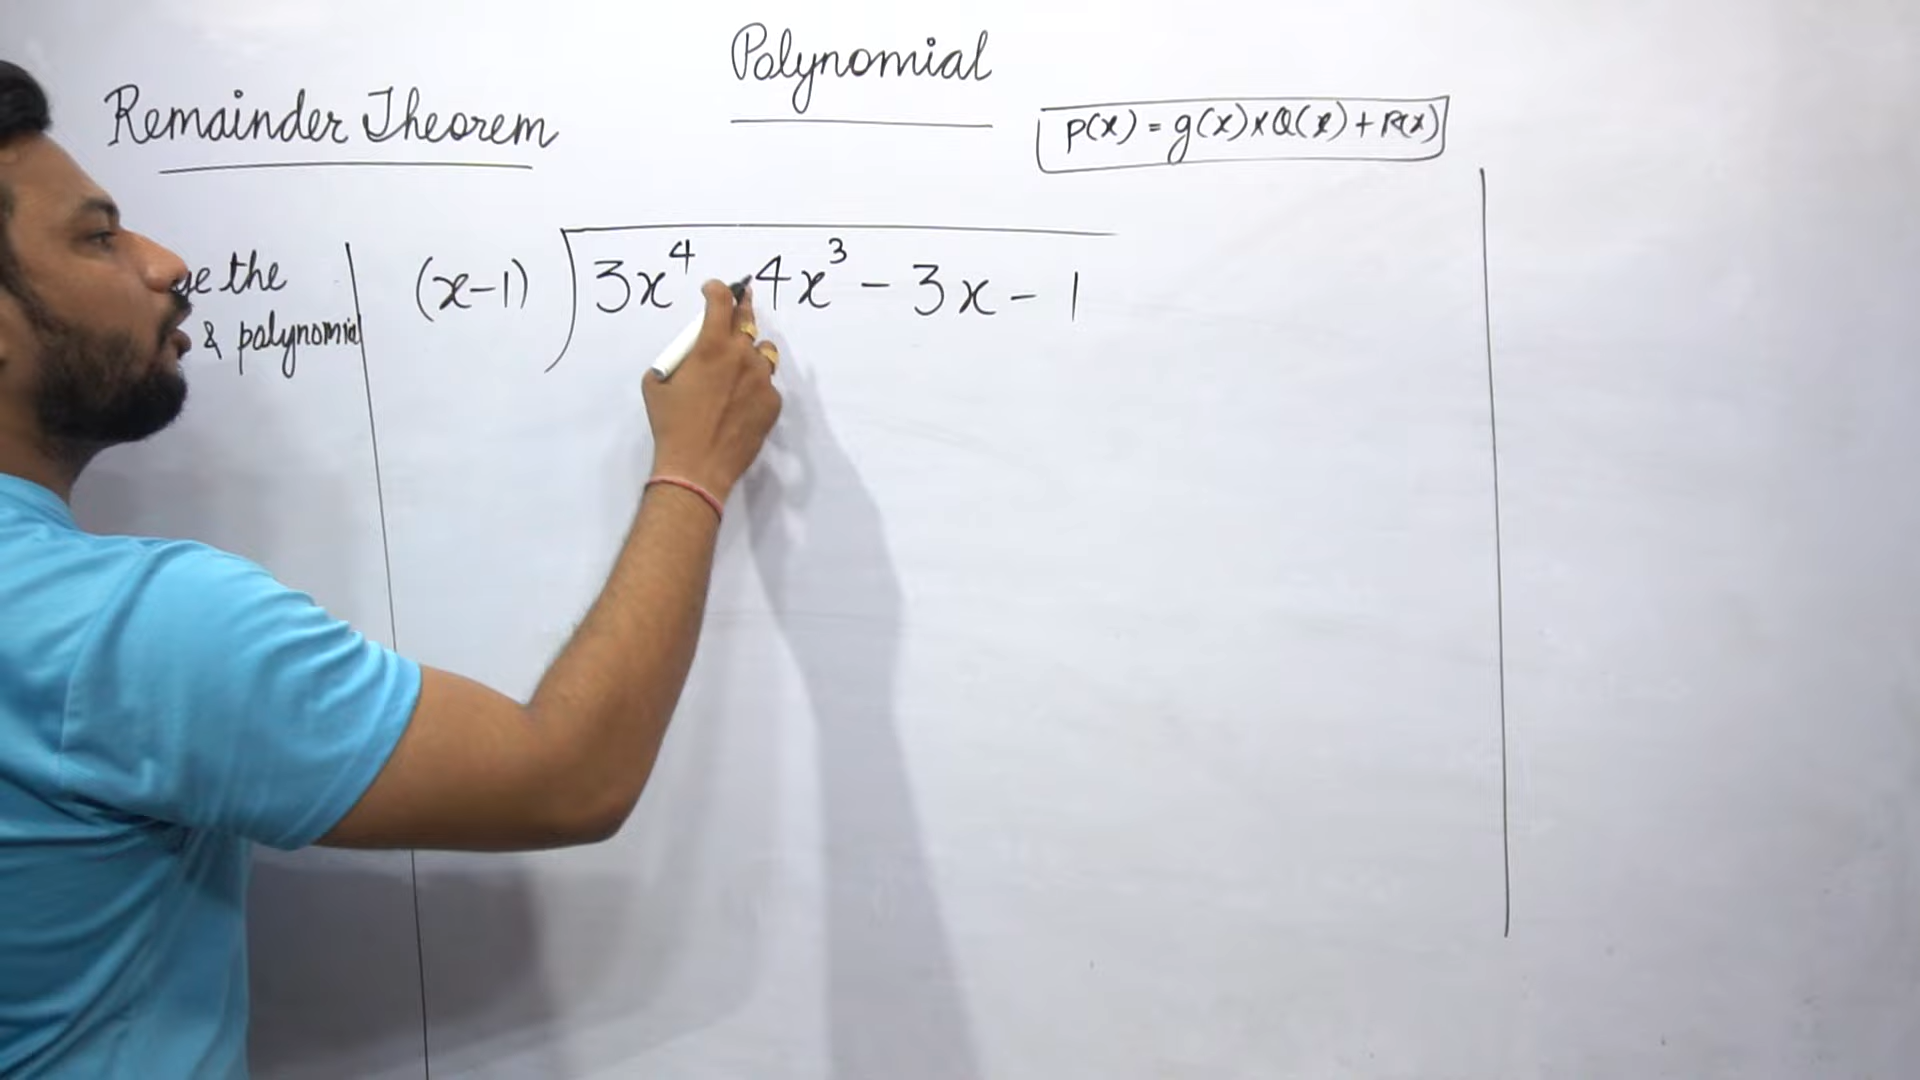 Polynomial
Remainder Theorem
p(x) = g(x) x Q(x) + R(x)
the
& polynomial
(x-1) 3x⁴ 4x³ - 3x - 1